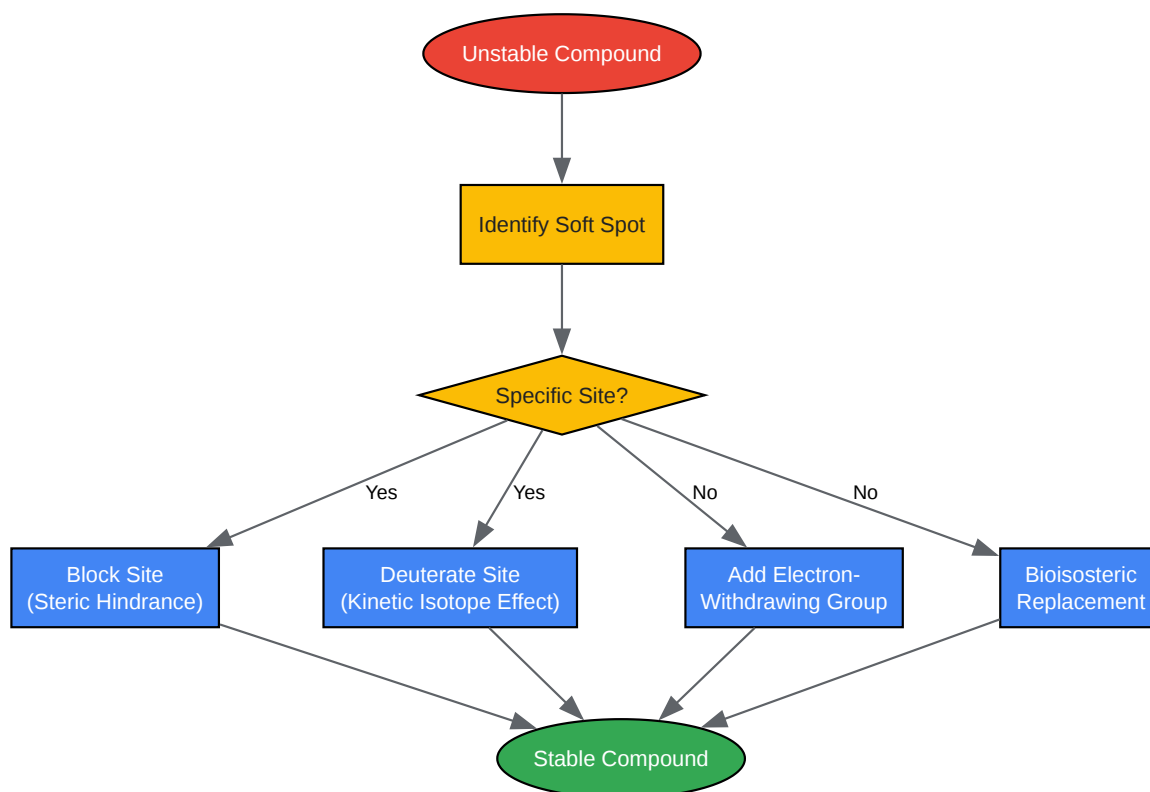 Unstable Compound
Identify Soft Spot
Specific Site?
Yes
Yes
No
No
Block Site
(Steric Hindrance)
Deuterate Site
(Kinetic Isotope Effect)
Add Electron-
Withdrawing Group
Bioisosteric
Replacement
Stable Compound